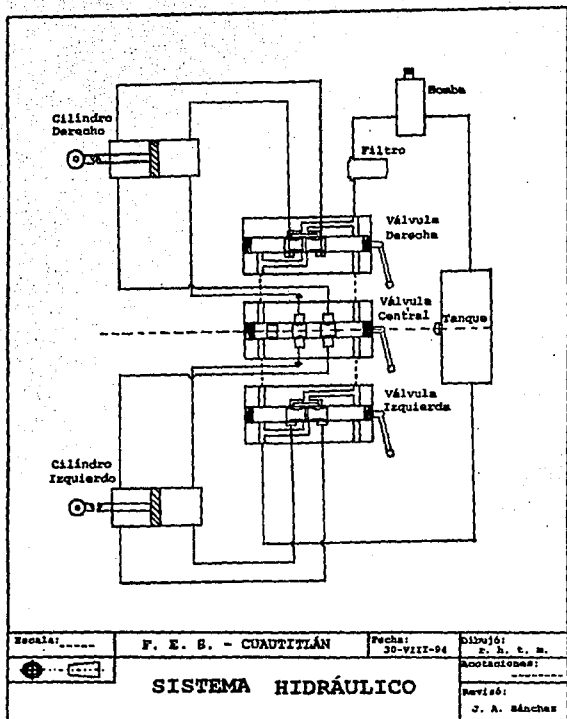 Bomba
Cilindro
Derecho
Filtro
Válvula
Derecha
Válvula
Central
Tanque
Válvula
Izquierda
Cilindro
Izquierdo
Escala: -----
F. E. S. - CUAUTITLÁN
Fecha:
30-VIII-94
Dibujó:
r. h. t. m.
Acotaciones:
--------
SISTEMA HIDRÁULICO
Revisó:
J. A. Sánchez